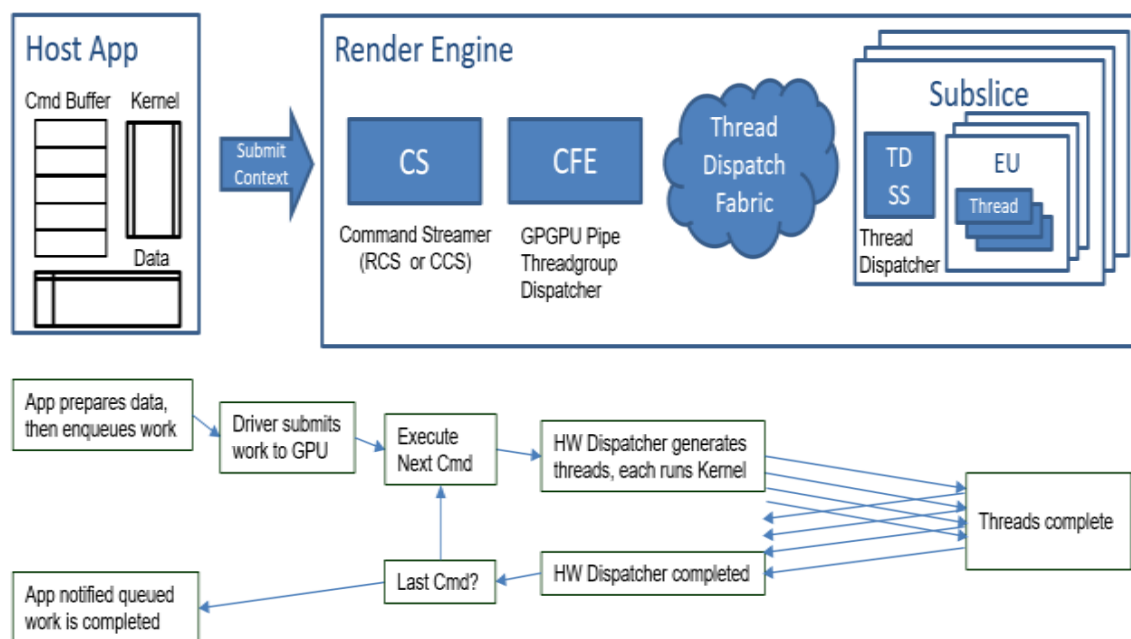 Host App
Cmd Buffer
Kernel
Data
Submit
Context
Render Engine
CS
Command Streamer
(RCS or CCS)
CFE
GPGPU Pipe
Threadgroup
Dispatcher
Thread
Dispatch
Fabric
Subslice
TD
SS
Thread
Dispatcher
EU
Thread
App prepares data,
then enqueues work
Driver submits
work to GPU
Execute
Next Cmd
HW Dispatcher generates
threads, each runs Kernel
Threads complete
HW Dispatcher completed
Last Cmd?
App notified queued
work is completed